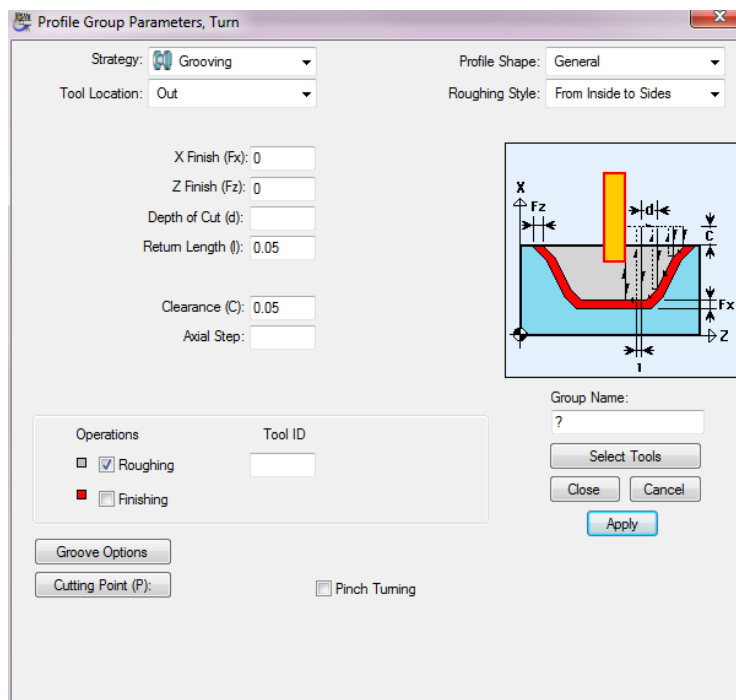 Profile Group Parameters, Turn
X
Strategy: Grooving
Profile Shape: General
Tool Location: Out
Roughing Style: From Inside to Sides
X Finish (Fx): 0
Z Finish (Fz): 0
Depth of Cut (d):
Return Length (l): 0.05
Clearance (C): 0.05
Axial Step:
X
Fz
d
C
Fx
Z
l
Group Name:
?
Operations
Tool ID
Select Tools
Roughing
Close
Cancel
Finishing
Apply
Groove Options
Cutting Point (P):
Pinch Turning